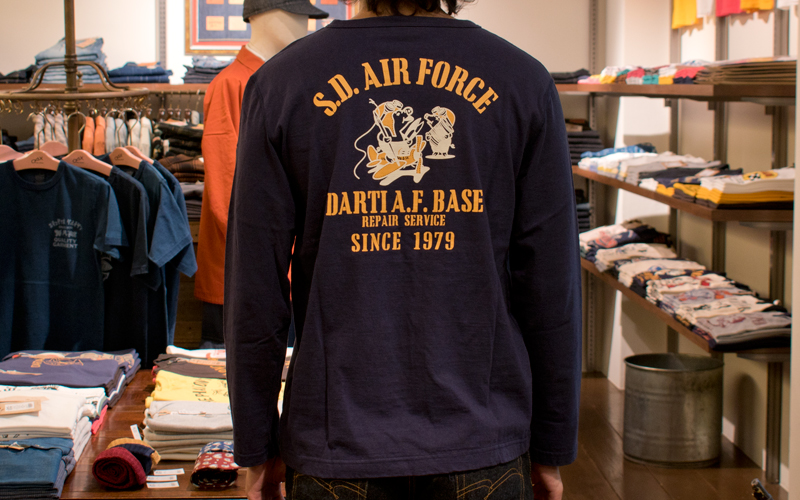 S.D. AIR FORCE
DARTI A.F. BASE
REPAIR SERVICE
SINCE 1979